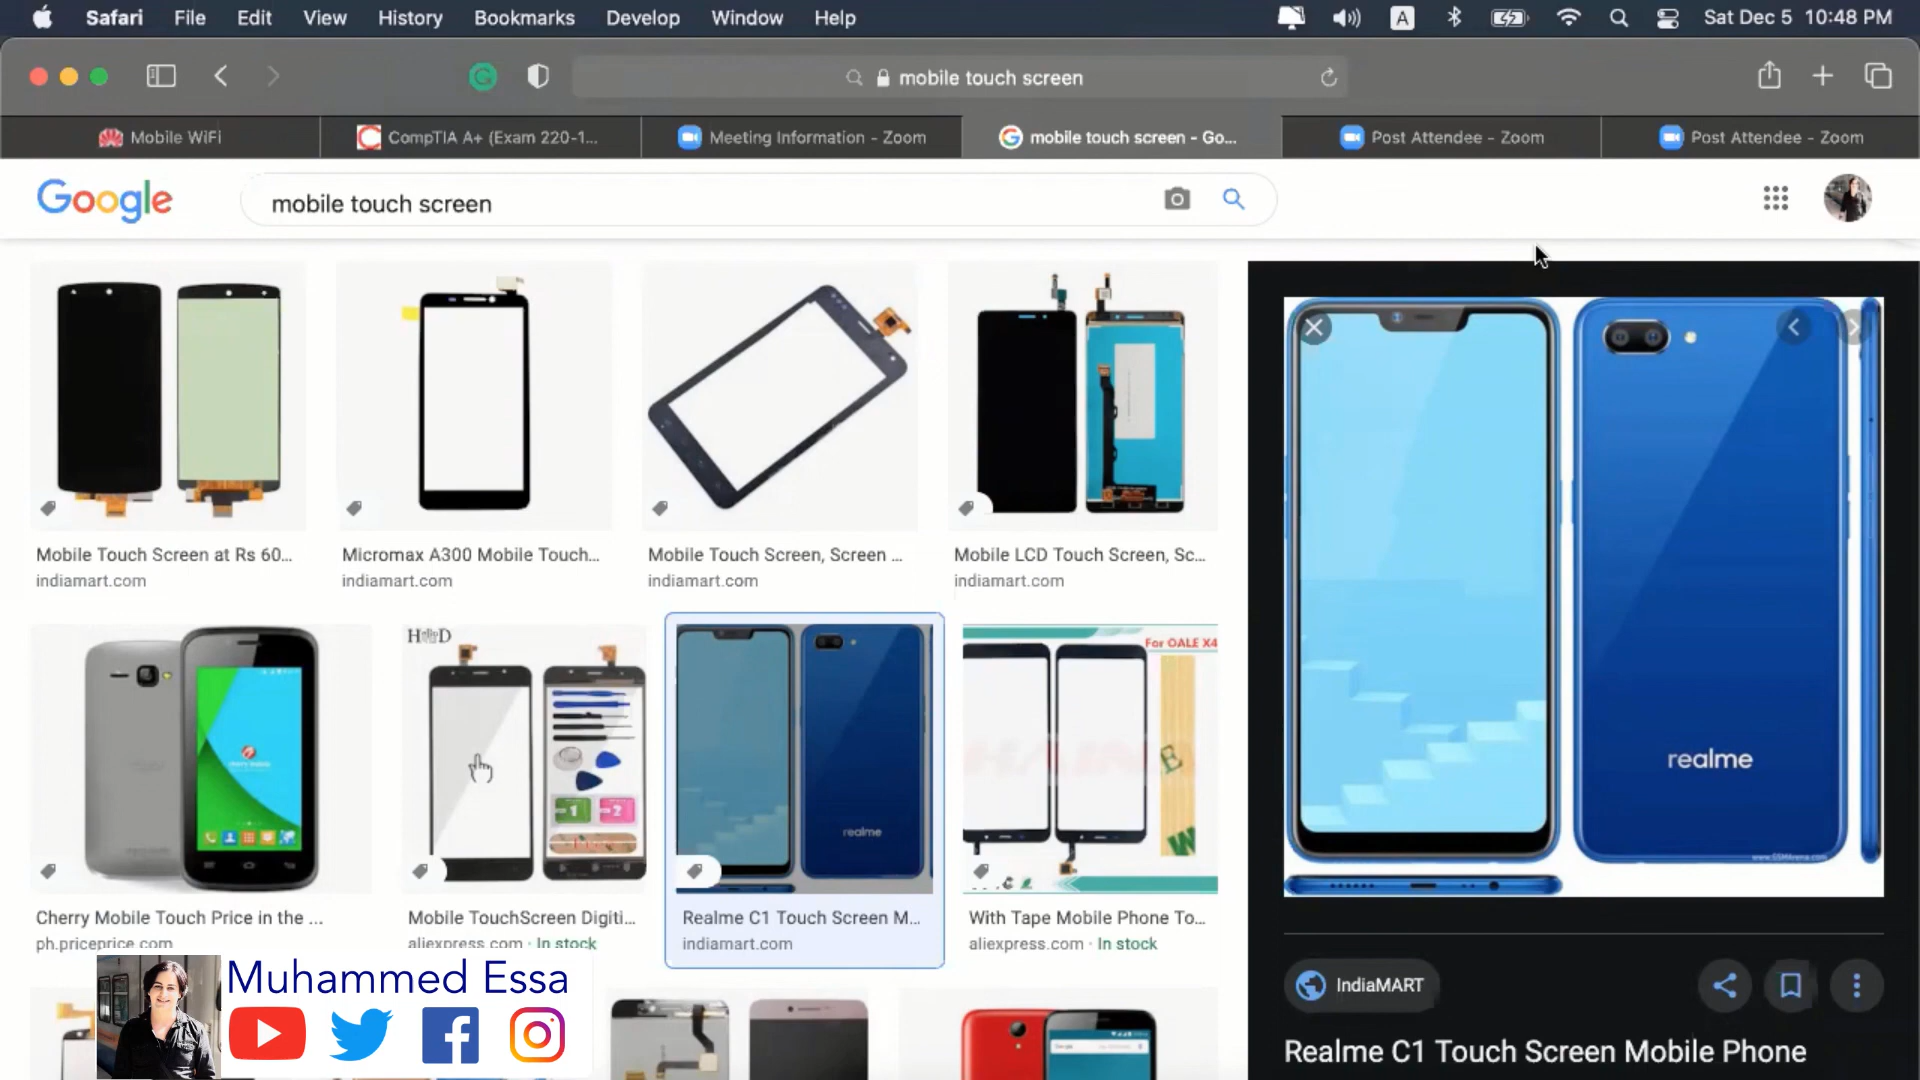 Safari File Edit View History Bookmarks Develop Window Help A Sat Dec 5 10:48 PM
mobile touch screen
Mobile WiFi
CompTIA A+ (Exam 220-1...
Meeting Information - Zoom
mobile touch screen - Go...
Post Attendee - Zoom
Post Attendee - Zoom
Google
mobile touch screen
Mobile Touch Screen at Rs 60...
indiamart.com
Micromax A300 Mobile Touch...
indiamart.com
Mobile Touch Screen, Screen ...
indiamart.com
Mobile LCD Touch Screen, Sc...
indiamart.com
Cherry Mobile Touch Price in the ...
ph.priceprice.com
1
2
Mobile TouchScreen Digiti...
aliexpress.com · In stock
realme
Realme C1 Touch Screen M...
indiamart.com
For OALE X4
With Tape Mobile Phone To...
aliexpress.com · In stock
realme
www.GSMArena.com
IndiaMART
Realme C1 Touch Screen Mobile Phone
Muhammed Essa